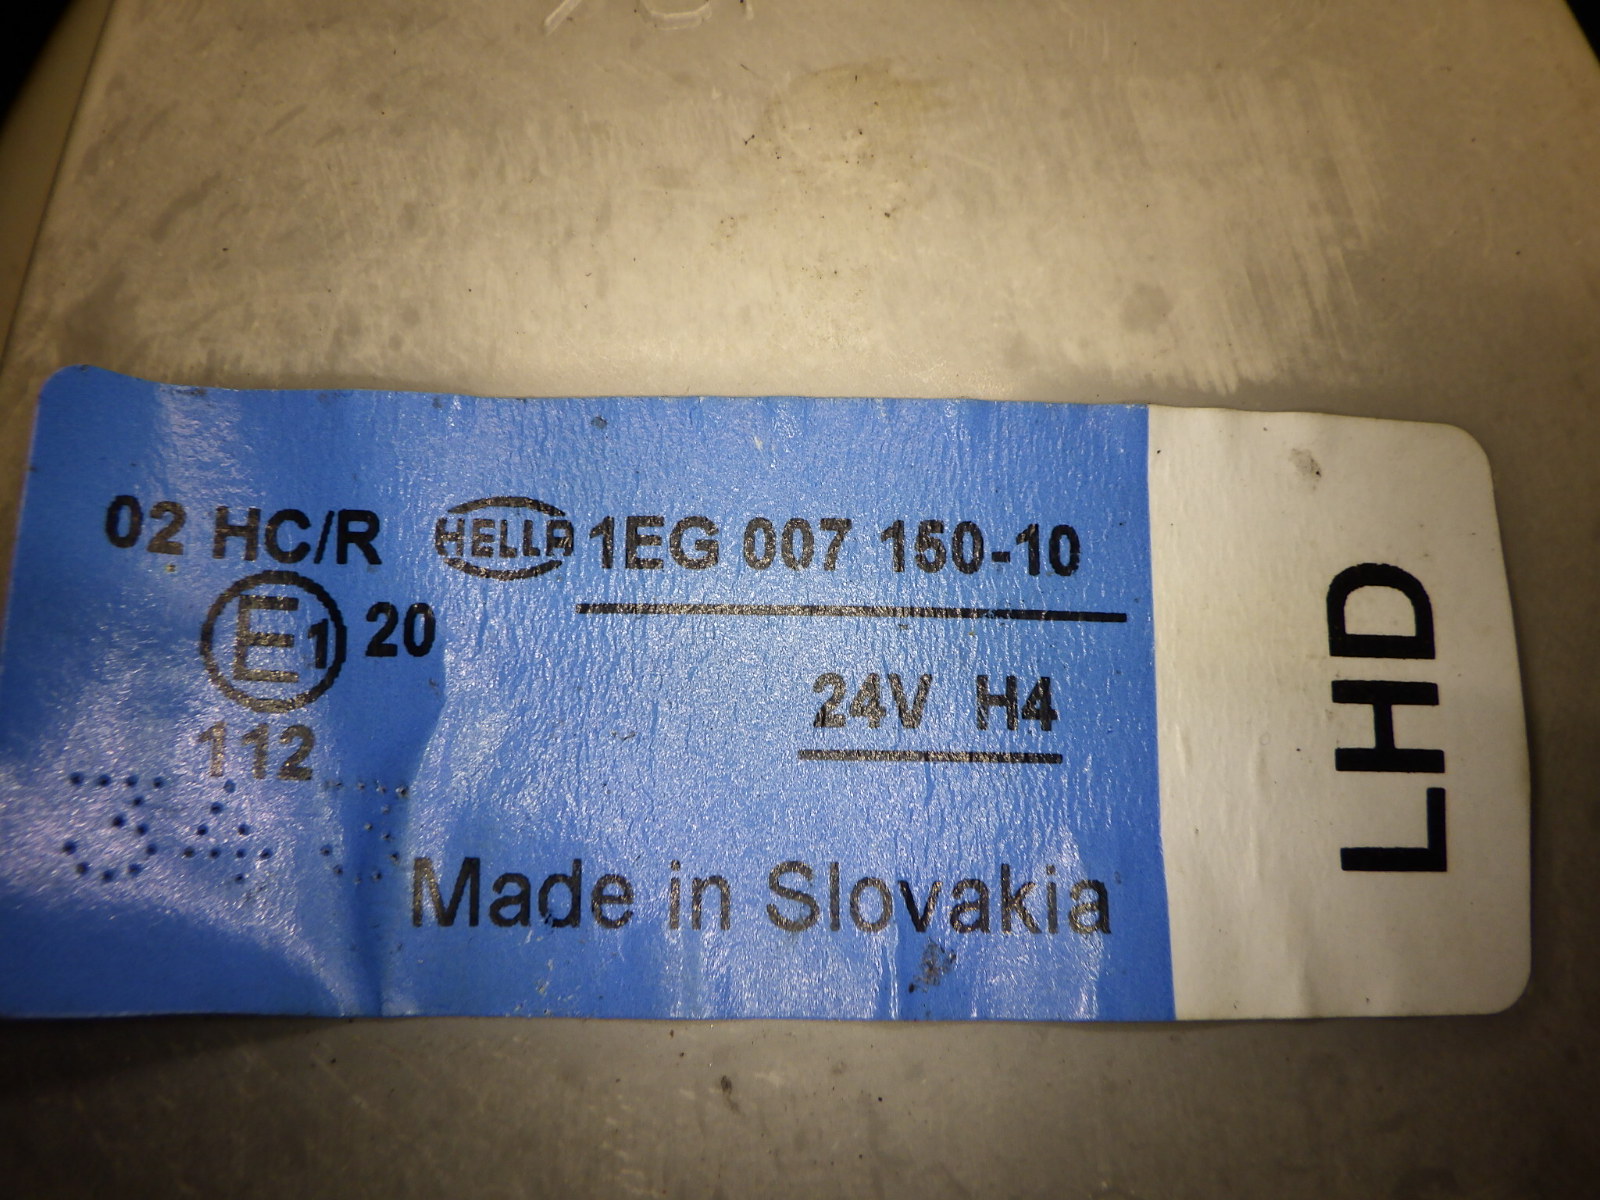 02 HC/R HELLA 1EG 007 150-10
E1 20
24V H4
112
Made in Slovakia
LHD